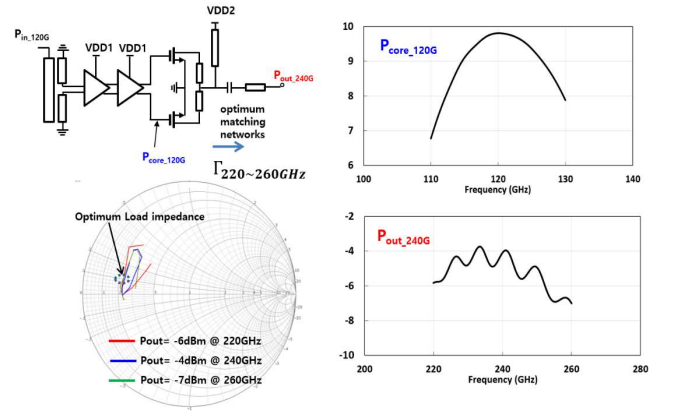 VDD2
P_in_120G
VDD1 VDD1
P_out_240G
optimum
matching
networks
P_core_120G
Γ_220~260GHz
Optimum Load impedance
Pout= -6dBm @ 220GHz
Pout= -4dBm @ 240GHz
Pout= -7dBm @ 260GHz
10
9
8
7
6
P_core_120G
100 110 120 130 140
Frequency (GHz)
-2
-4
-6
-8
-10
P_out_240G
200 220 240 260 280
Frequency (GHz)